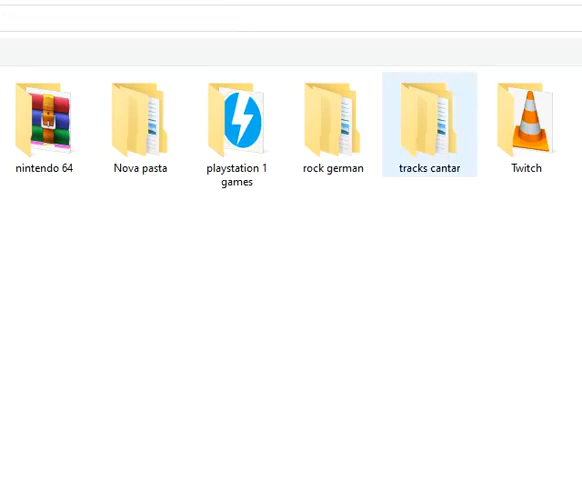 nintendo 64
Nova pasta
playstation 1
games
rock german
tracks cantar
Twitch